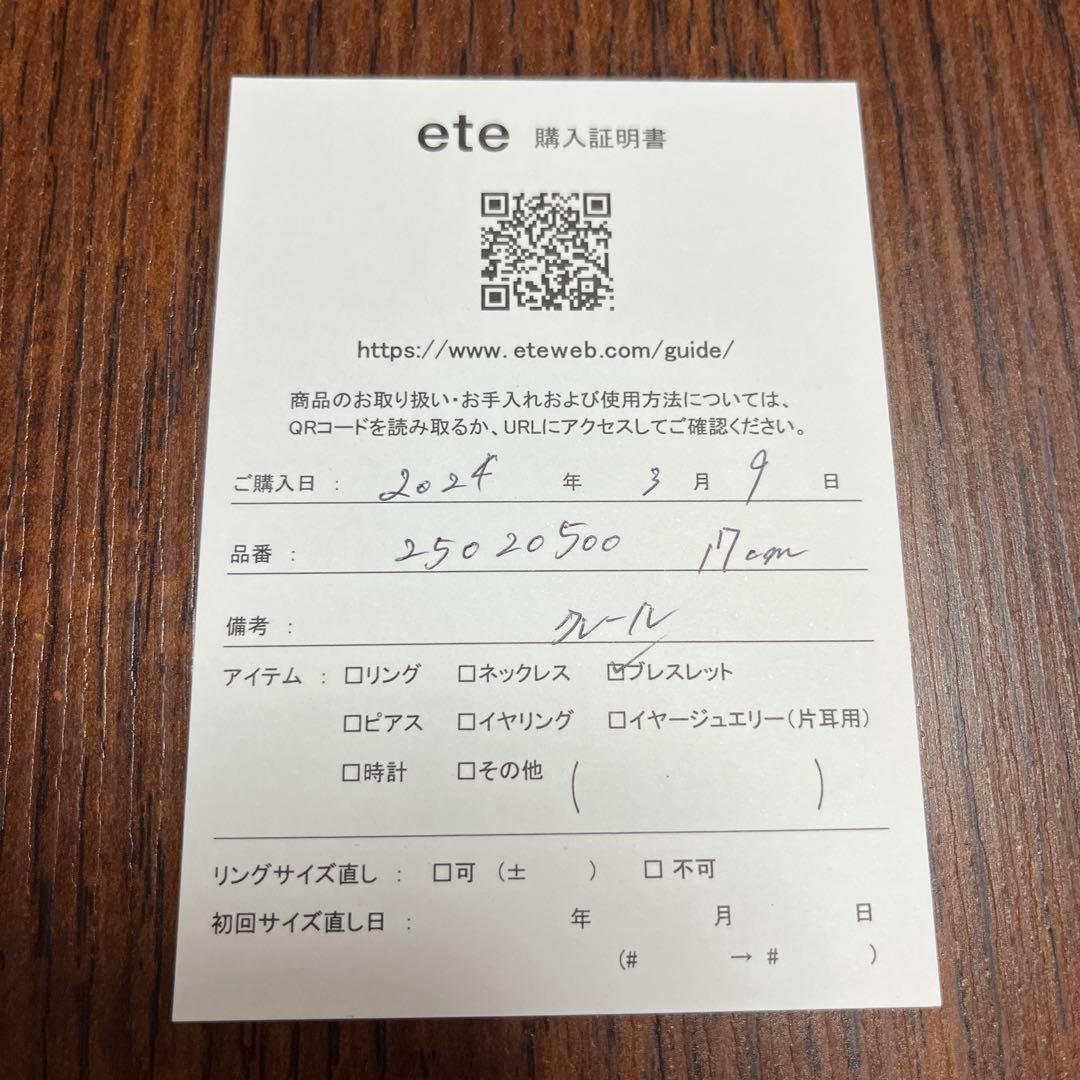 ete 購入証明書
https://www.eteweb.com/guide/
商品のお取り扱い・お手入れおよび使用方法については、
QRコードを読み取るか、URLにアクセスしてご確認ください。
ご購入日 : 2024 年 3 月 9 日
品番 : 25020500 17cm
備考 : クレール
アイテム : □リング □ネックレス ☑ブレスレット
□ピアス □イヤリング □イヤージュエリー(片耳用)
□時計 □その他 ( )
リングサイズ直し : □可 (± ) □ 不可
初回サイズ直し日 : 年 月 日
(# → # )